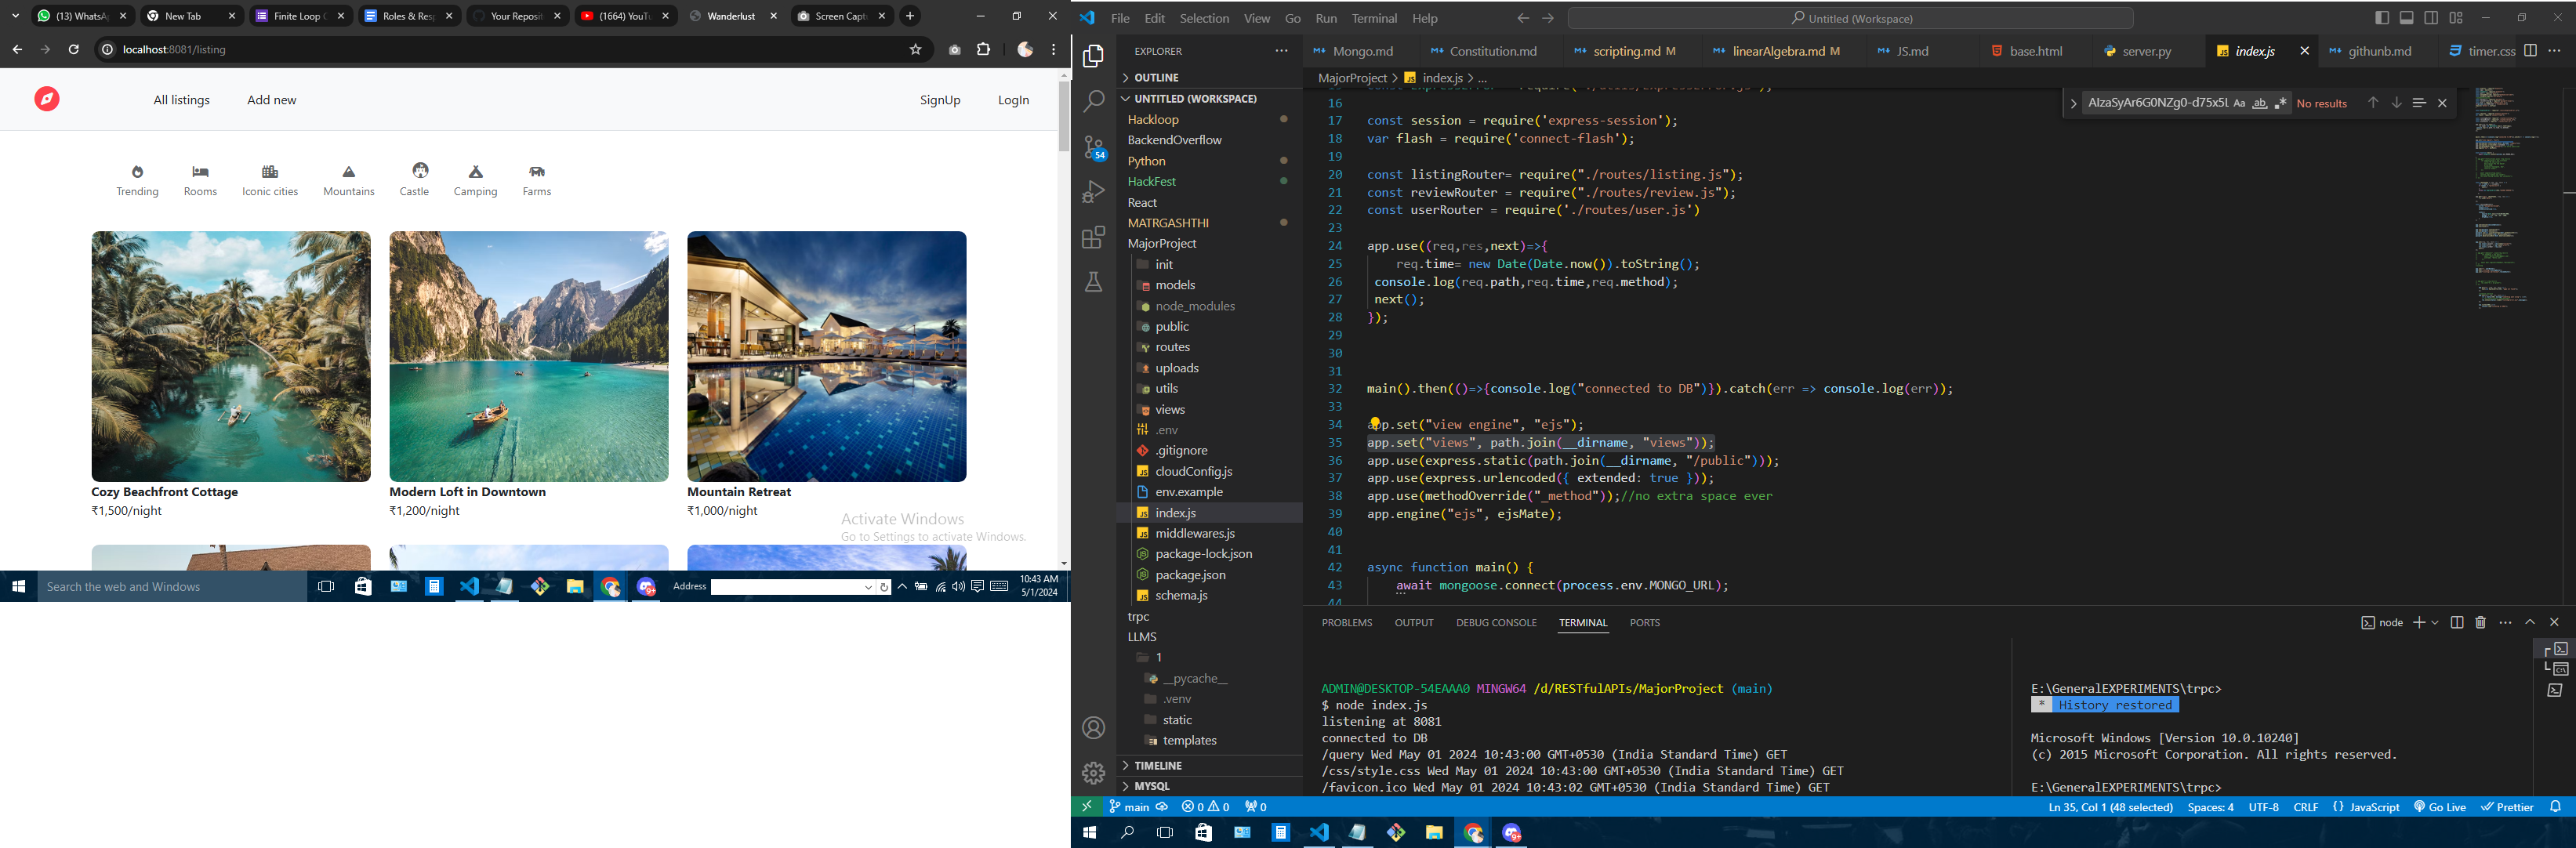 (13) WhatsA
New Tab
Finite Loop C
Roles & Resp
Your Reposit
(1664) YouTu
Wanderlust
Screen Captu
localhost:8081/listing
All listings
Add new
SignUp
LogIn
Trending
Rooms
Iconic cities
Mountains
Castle
Camping
Farms
Cozy Beachfront Cottage
₹1,500/night
Modern Loft in Downtown
₹1,200/night
Mountain Retreat
₹1,000/night
Activate Windows
Go to Settings to activate Windows.
Search the web and Windows
Address
10:43 AM
5/1/2024
File Edit Selection View Go Run Terminal Help
Untitled (Workspace)
EXPLORER
OUTLINE
UNTITLED (WORKSPACE)
Hackloop
BackendOverflow
Python
HackFest
React
MATRGASHTHI
MajorProject
init
models
node_modules
public
routes
uploads
utils
views
.env
.gitignore
cloudConfig.js
env.example
index.js
middlewares.js
package-lock.json
package.json
schema.js
trpc
LLMS
1
__pycache__
.venv
static
templates
TIMELINE
MYSQL
54
Mongo.md
Constitution.md
scripting.md M
linearAlgebra.md M
JS.md
base.html
server.py
index.js
githunb.md
timer.css
MajorProject > index.js > ...
AIzaSyAr6G0NZg0-d75x5L
No results
16
17 const session = require('express-session');
18 var flash = require('connect-flash');
19
20 const listingRouter= require("./routes/listing.js");
21 const reviewRouter = require("./routes/review.js");
22 const userRouter = require('./routes/user.js')
23
24 app.use((req,res,next)=>{
25 req.time= new Date(Date.now()).toString();
26 console.log(req.path,req.time,req.method);
27 next();
28 });
29
30
31
32 main().then(()=>{console.log("connected to DB")}).catch(err => console.log(err));
33
34 app.set("view engine", "ejs");
35 app.set("views", path.join(__dirname, "views"));
36 app.use(express.static(path.join(__dirname, "/public")));
37 app.use(express.urlencoded({ extended: true }));
38 app.use(methodOverride("_method"));//no extra space ever
39 app.engine("ejs", ejsMate);
40
41
42 async function main() {
43 await mongoose.connect(process.env.MONGO_URL);
44
PROBLEMS OUTPUT DEBUG CONSOLE TERMINAL PORTS
node
ADMIN@DESKTOP-54EAAA0 MINGW64 /d/RESTfulAPIs/MajorProject (main)
$ node index.js
listening at 8081
connected to DB
/query Wed May 01 2024 10:43:00 GMT+0530 (India Standard Time) GET
/css/style.css Wed May 01 2024 10:43:00 GMT+0530 (India Standard Time) GET
/favicon.ico Wed May 01 2024 10:43:02 GMT+0530 (India Standard Time) GET
E:\GeneralEXPERIMENTS\trpc>
* History restored
Microsoft Windows [Version 10.0.10240]
(c) 2015 Microsoft Corporation. All rights reserved.
E:\GeneralEXPERIMENTS\trpc>
main 0 0 0
Ln 35, Col 1 (48 selected) Spaces: 4 UTF-8 CRLF {} JavaScript Go Live Prettier